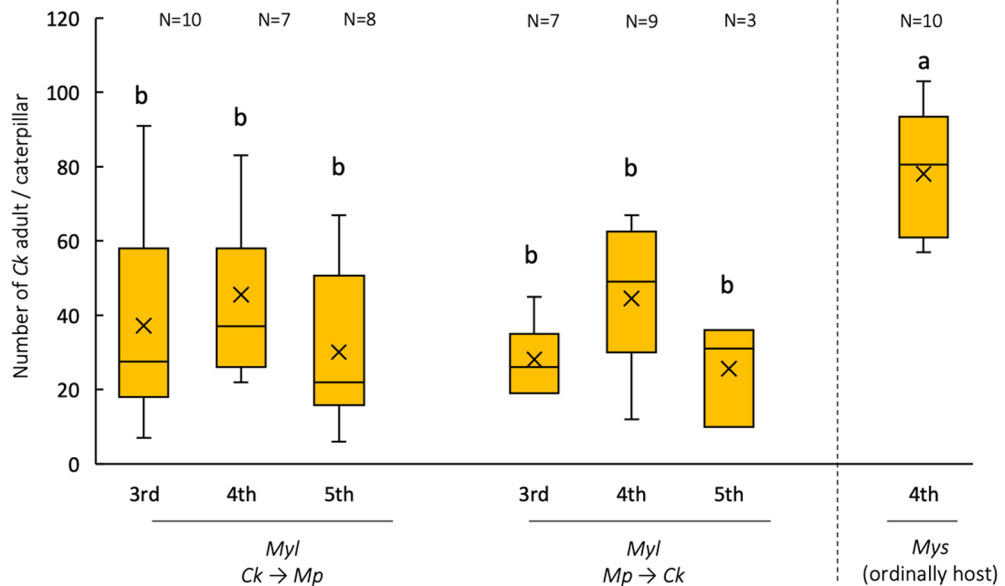 120
100
80
60
40
20
0
Number of Ck adult / caterpillar
N=10 N=7 N=8 N=7 N=9 N=3 N=10
b b b b b b a
3rd 4th 5th 3rd 4th 5th 4th
Myl
Ck → Mp
Myl
Mp → Ck
Mys
(ordinally host)